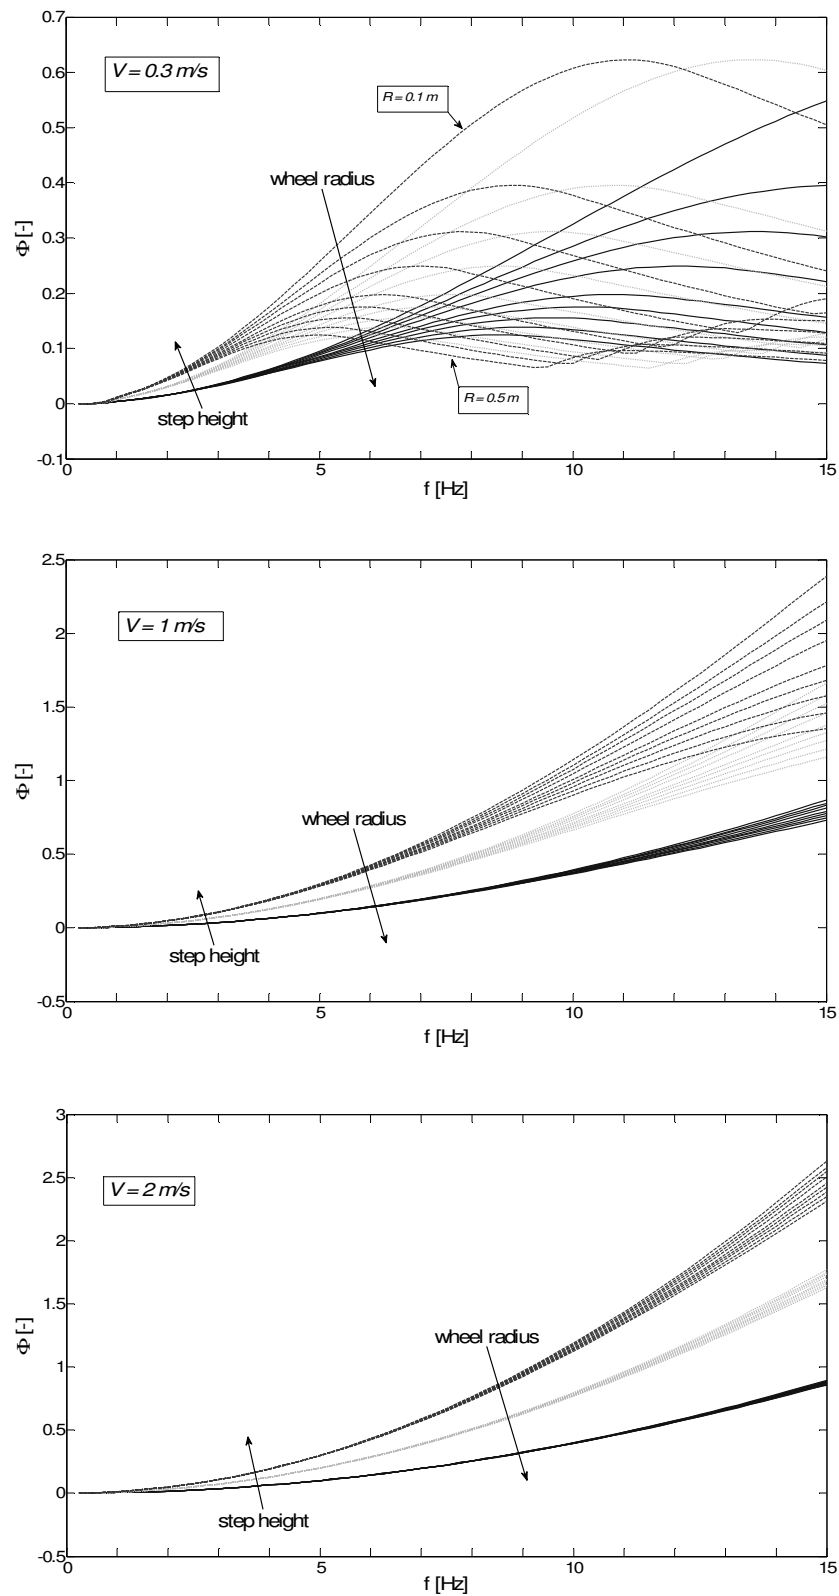 0.7
V = 0.3 m/s
0.6
R = 0.1 m
0.5
wheel radius
0.4
Φ [-]
0.3
0.2
0.1
step height
R = 0.5 m
0
-0.1
0 5 10 15
f [Hz]
2.5
V = 1 m/s
2
1.5
Φ [-]
1
wheel radius
0.5
step height
0
-0.5
0 5 10 15
f [Hz]
3
2.5
V = 2 m/s
2
1.5
Φ [-]
wheel radius
1
0.5
step height
0
-0.5
0 5 10 15
f [Hz]